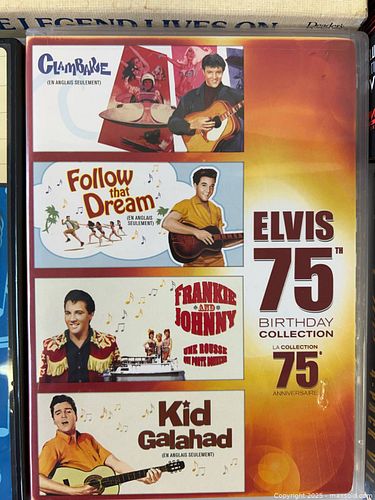 LEGEND LIVES ON
Reader's
CLAMBAKE
(EN ANGLAIS SEULEMENT)
Follow
that
Dream
(EN ANGLAIS
SEULEMENT)
FRANKIE
AND
JOHNNY
UNE ROUSSE
QUI PORTE BONHEUR
Kid
Galahad
(EN ANGLAIS SEULEMENT)
ELVIS
75TH
BIRTHDAY
COLLECTION
LA COLLECTION
75e
ANNIVERSAIRE
Copyright 2025 - maxsold.com